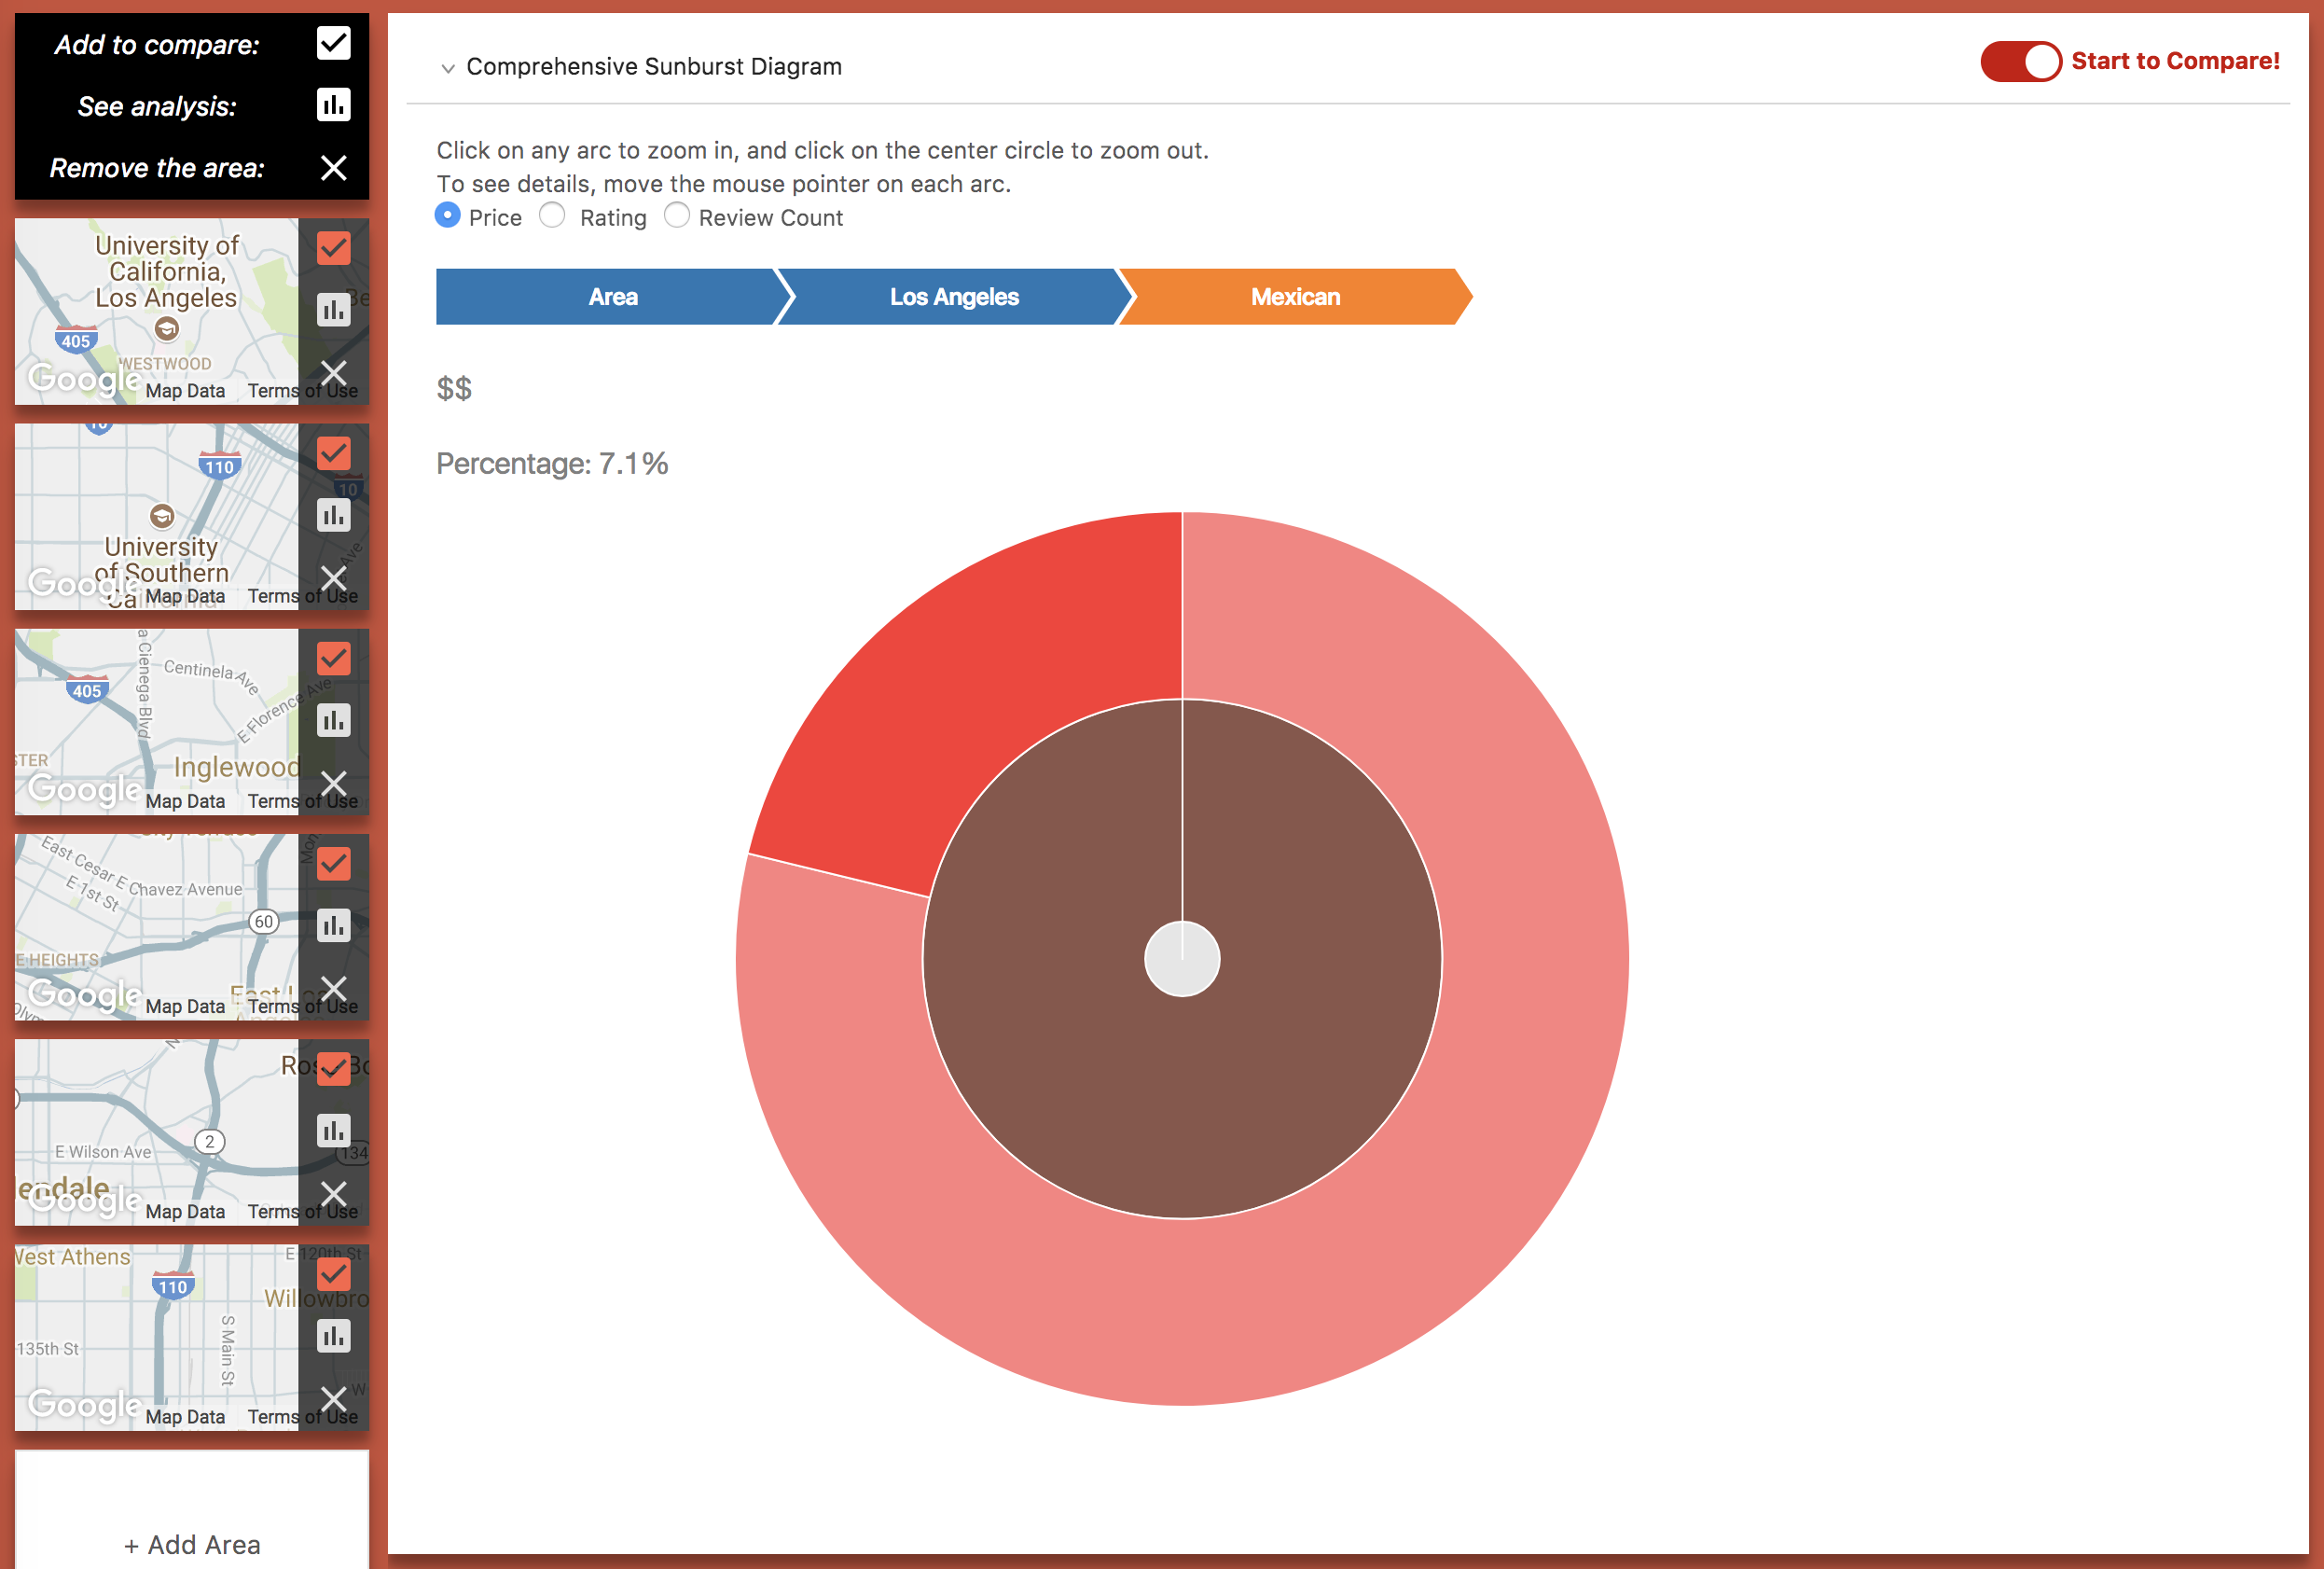 Add to compare:
See analysis:
Remove the area:
University of
California,
Los Angeles
405
WESTWOOD
Google
Map Data
Terms of Use
110
10
University
of Southern
California
Google
Map Data
Terms of Use
a Cienega Blvd
Centinela Ave
405
E Florence Ave
Inglewood
Google
Map Data
Terms of Use
East Cesar E Chavez Avenue
E 1st St
60
E HEIGHTS
Google
Map Data
Terms of Use
E Wilson Ave
2
134
endale
Google
Map Data
Terms of Use
West Athens
E 120th St
110
Willowbro
S Main St
135th St
Google
Map Data
Terms of Use
+ Add Area
Comprehensive Sunburst Diagram
Start to Compare!
Click on any arc to zoom in, and click on the center circle to zoom out.
To see details, move the mouse pointer on each arc.
Price Rating Review Count
Area Los Angeles Mexican
$$
Percentage: 7.1%